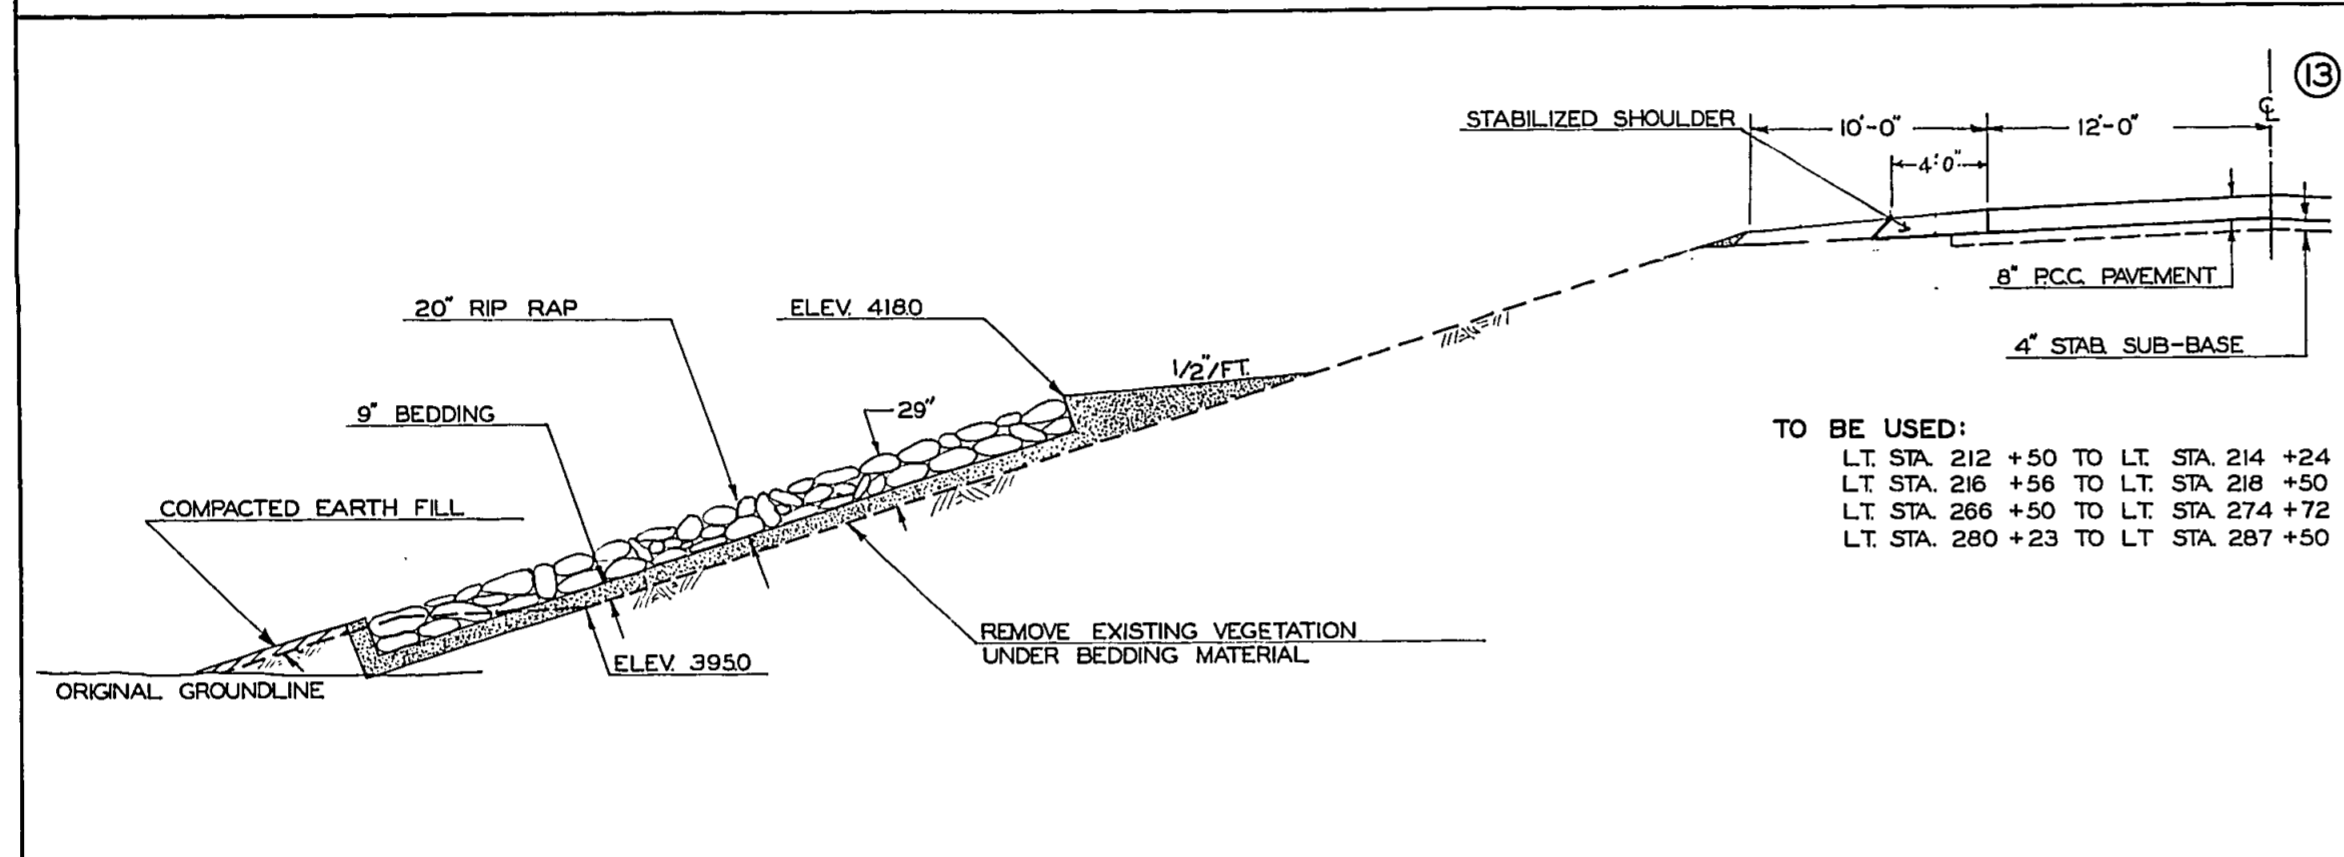 13
℄
STABILIZED SHOULDER
10'-0"
12'-0"
4'-0"
8" P.C.C. PAVEMENT
4" STAB. SUB-BASE
20" RIP RAP
ELEV. 418.0
1/2"/FT.
29"
9" BEDDING
COMPACTED EARTH FILL
TO BE USED:
LT. STA. 212 +50 TO LT. STA. 214 +24
LT. STA. 216 +56 TO LT. STA. 218 +50
LT. STA. 266 +50 TO LT. STA. 274 +72
LT. STA. 280 +23 TO LT STA. 287 +50
REMOVE EXISTING VEGETATION
UNDER BEDDING MATERIAL
ELEV. 395.0
ORIGINAL GROUNDLINE